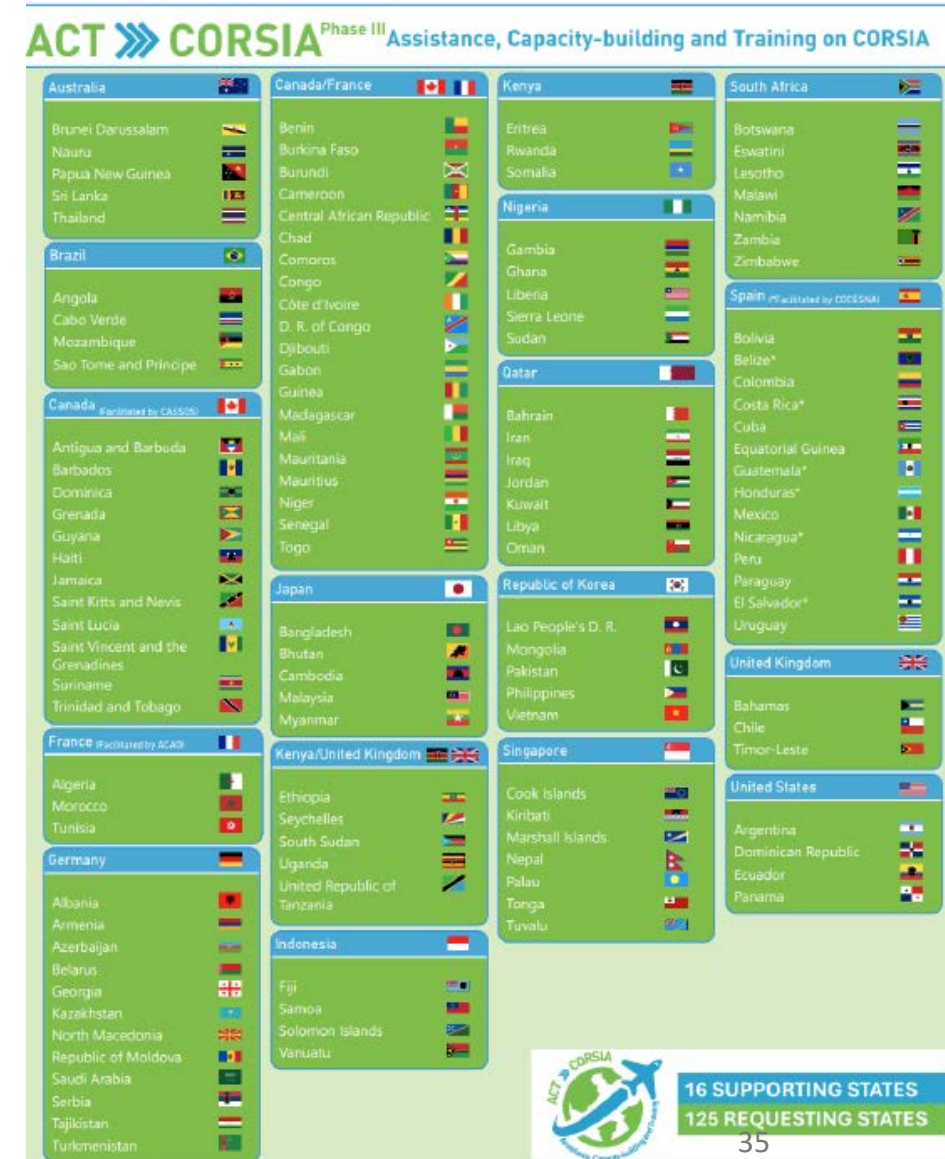 ACT CORSIA Phase III Assistance, Capacity-building and Training on CORSIA
Australia
Brunei Darussalam
Nauru
Papua New Guinea
Sri Lanka
Thailand
Brazil
Angola
Cabo Verde
Mozambique
Sao Tome and Principe
Canada (Facilitated by CASSOS)
Antigua and Barbuda
Barbados
Dominica
Grenada
Guyana
Haiti
Jamaica
Saint Kitts and Nevis
Saint Lucia
Saint Vincent and the
Grenadines
Suriname
Trinidad and Tobago
France (Facilitated by ACAO)
Algeria
Morocco
Tunisia
Germany
Albania
Armenia
Azerbaijan
Belarus
Georgia
Kazakhstan
North Macedonia
Republic of Moldova
Saudi Arabia
Serbia
Tajikistan
Turkmenistan
Canada/France
Benin
Burkina Faso
Burundi
Cameroon
Central African Republic
Chad
Comoros
Congo
Côte d'Ivoire
D. R. of Congo
Djibouti
Gabon
Guinea
Madagascar
Mali
Mauritania
Mauritius
Niger
Senegal
Togo
Japan
Bangladesh
Bhutan
Cambodia
Malaysia
Myanmar
Kenya/United Kingdom
Ethiopia
Seychelles
South Sudan
Uganda
United Republic of
Tanzania
Indonesia
Fiji
Samoa
Solomon Islands
Vanuatu
Kenya
Eritrea
Rwanda
Somalia
Nigeria
Gambia
Ghana
Liberia
Sierra Leone
Sudan
Qatar
Bahrain
Iran
Iraq
Jordan
Kuwait
Libya
Oman
Republic of Korea
Lao People's D. R.
Mongolia
Pakistan
Philippines
Vietnam
Singapore
Cook Islands
Kiribati
Marshall Islands
Nepal
Palau
Tonga
Tuvalu
South Africa
Botswana
Eswatini
Lesotho
Malawi
Namibia
Zambia
Zimbabwe
Spain (*Facilitated by COCESNA)
Bolivia
Belize*
Colombia
Costa Rica*
Cuba
Equatorial Guinea
Guatemala*
Honduras*
Mexico
Nicaragua*
Peru
Paraguay
El Salvador*
Uruguay
United Kingdom
Bahamas
Chile
Timor-Leste
United States
Argentina
Dominican Republic
Ecuador
Panama
ACT CORSIA
Assistance, Capacity-building and Training
16 SUPPORTING STATES
125 REQUESTING STATES
35